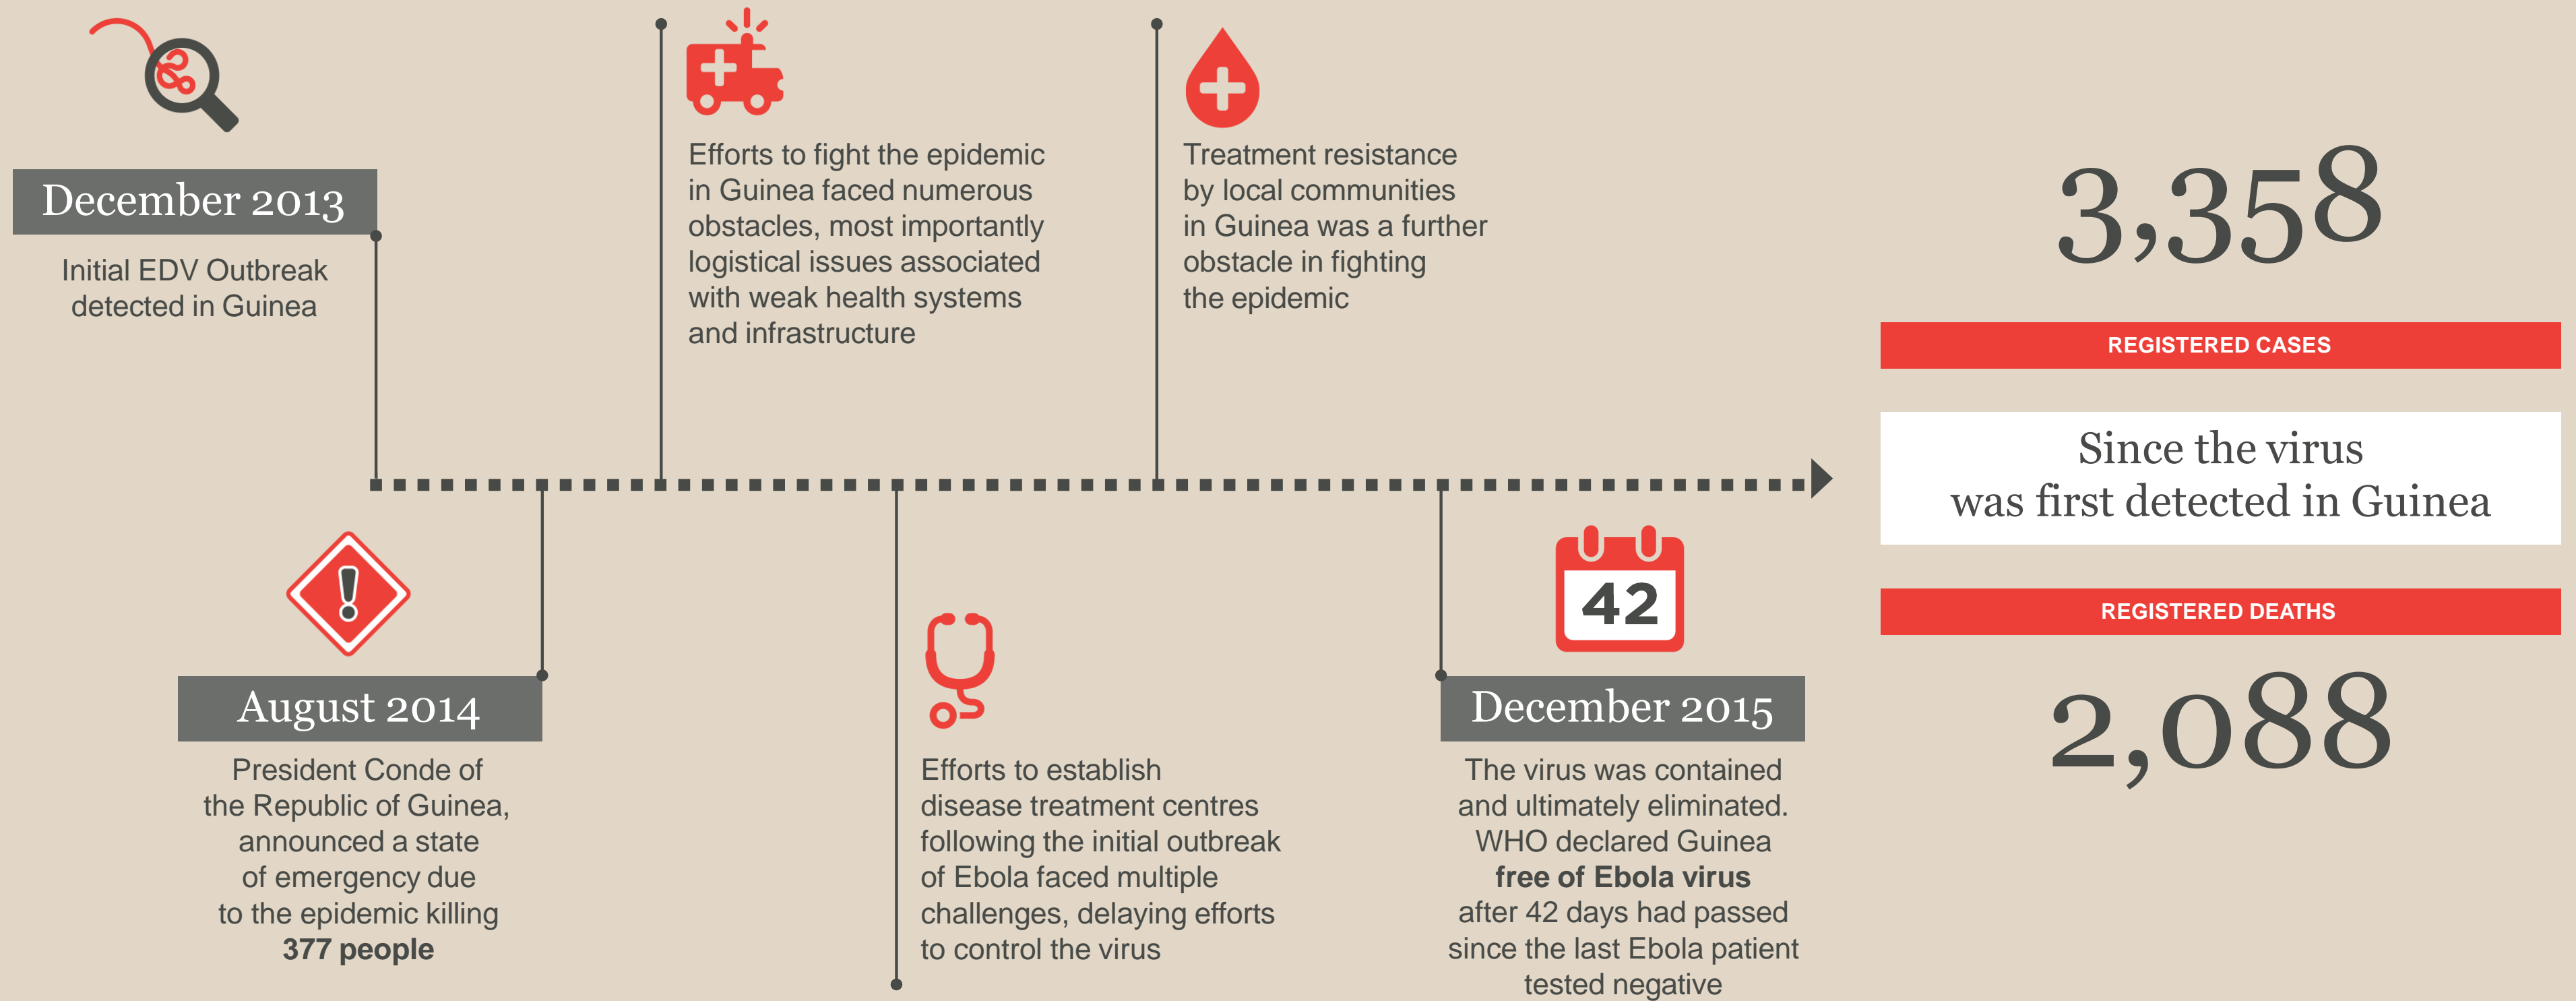 December 2013
Initial EDV Outbreak
detected in Guinea
August 2014
President Conde of
the Republic of Guinea,
announced a state
of emergency due
to the epidemic killing
377 people
Efforts to fight the epidemic
in Guinea faced numerous
obstacles, most importantly
logistical issues associated
with weak health systems
and infrastructure
Efforts to establish
disease treatment centres
following the initial outbreak
of Ebola faced multiple
challenges, delaying efforts
to control the virus
Treatment resistance
by local communities
in Guinea was a further
obstacle in fighting
the epidemic
42
December 2015
The virus was contained
and ultimately eliminated.
WHO declared Guinea
free of Ebola virus
after 42 days had passed
since the last Ebola patient
tested negative
3,358
REGISTERED CASES
Since the virus
was first detected in Guinea
REGISTERED DEATHS
2,088